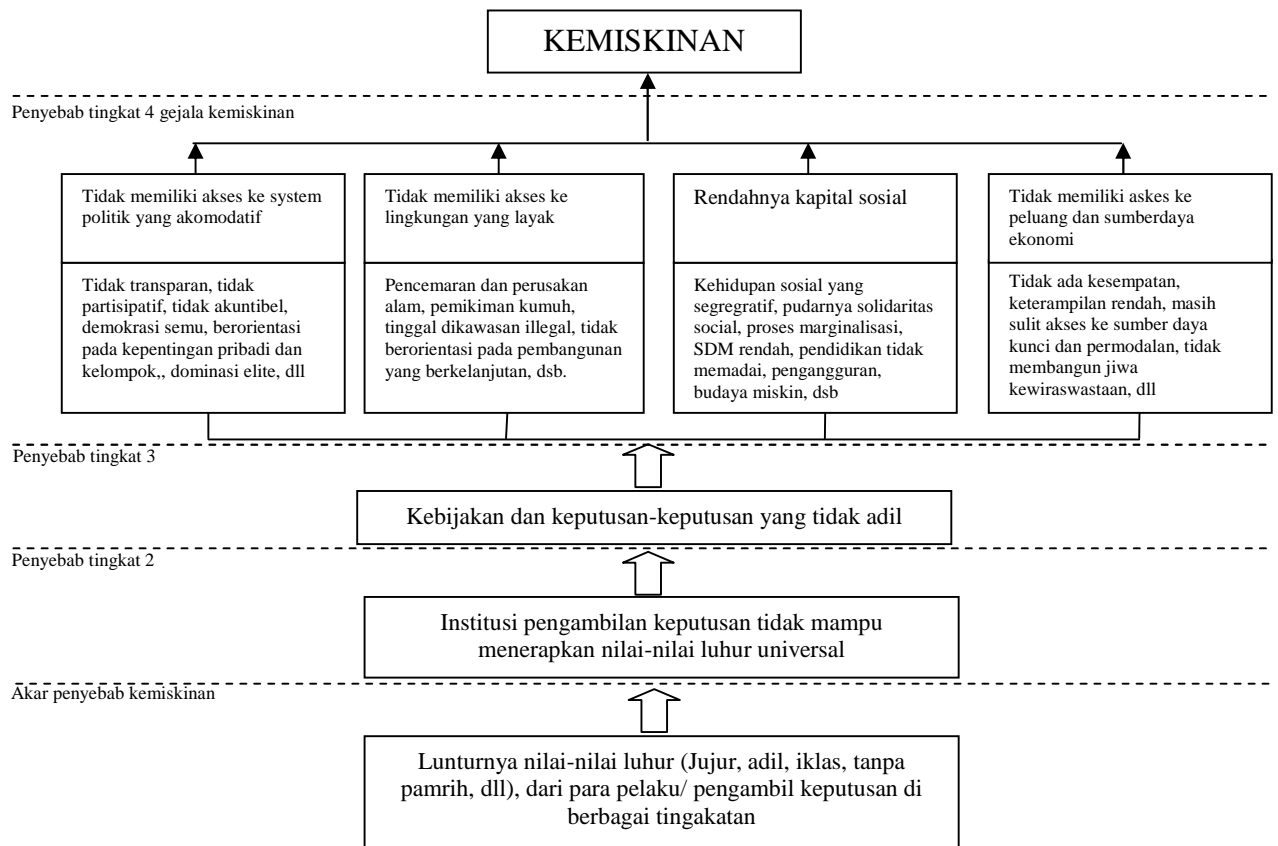 KEMISKINAN
Penyebab tingkat 4 gejala kemiskinan
Tidak memiliki akses ke system
politik yang akomodatif
Tidak transparan, tidak
partisipatif, tidak akuntibel,
demokrasi semu, berorientasi
pada kepentingan pribadi dan
kelompok,, dominasi elite, dll
Tidak memiliki akses ke
lingkungan yang layak
Pencemaran dan perusakan
alam, pemikiman kumuh,
tinggal dikawasan illegal, tidak
berorientasi pada pembangunan
yang berkelanjutan, dsb.
Rendahnya kapital sosial
Kehidupan sosial yang
segregratif, pudarnya solidaritas
social, proses marginalisasi,
SDM rendah, pendidikan tidak
memadai, pengangguran,
budaya miskin, dsb
Tidak memiliki askes ke
peluang dan sumberdaya
ekonomi
Tidak ada kesempatan,
keterampilan rendah, masih
sulit akses ke sumber daya
kunci dan permodalan, tidak
membangun jiwa
kewiraswastaan, dll
Penyebab tingkat 3
Kebijakan dan keputusan-keputusan yang tidak adil
Penyebab tingkat 2
Institusi pengambilan keputusan tidak mampu
menerapkan nilai-nilai luhur universal
Akar penyebab kemiskinan
Lunturnya nilai-nilai luhur (Jujur, adil, iklas, tanpa
pamrih, dll), dari para pelaku/ pengambil keputusan di
berbagai tingakatan